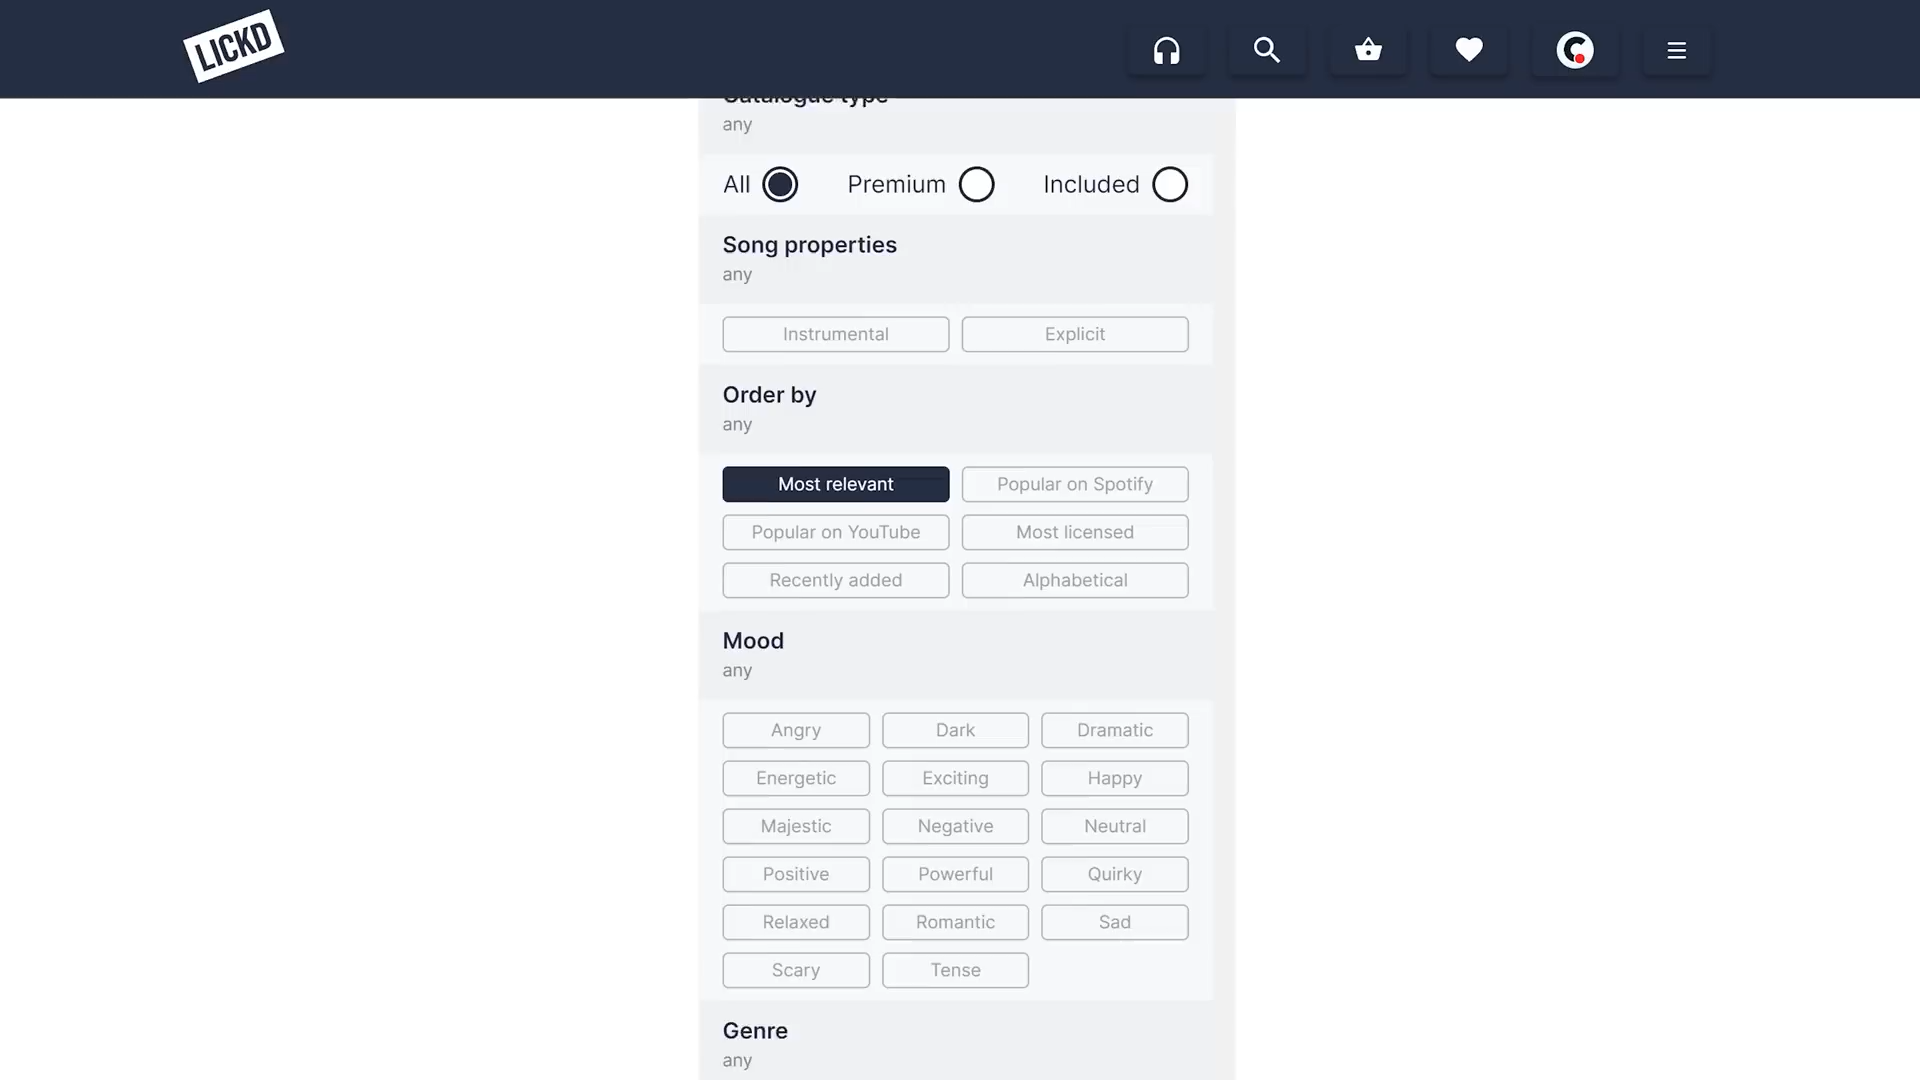 LICKD
Catalogue type
any
All Premium Included
Song properties
any
Instrumental Explicit
Order by
any
Most relevant Popular on Spotify
Popular on YouTube Most licensed
Recently added Alphabetical
Mood
any
Angry Dark Dramatic
Energetic Exciting Happy
Majestic Negative Neutral
Positive Powerful Quirky
Relaxed Romantic Sad
Scary Tense
Genre
any